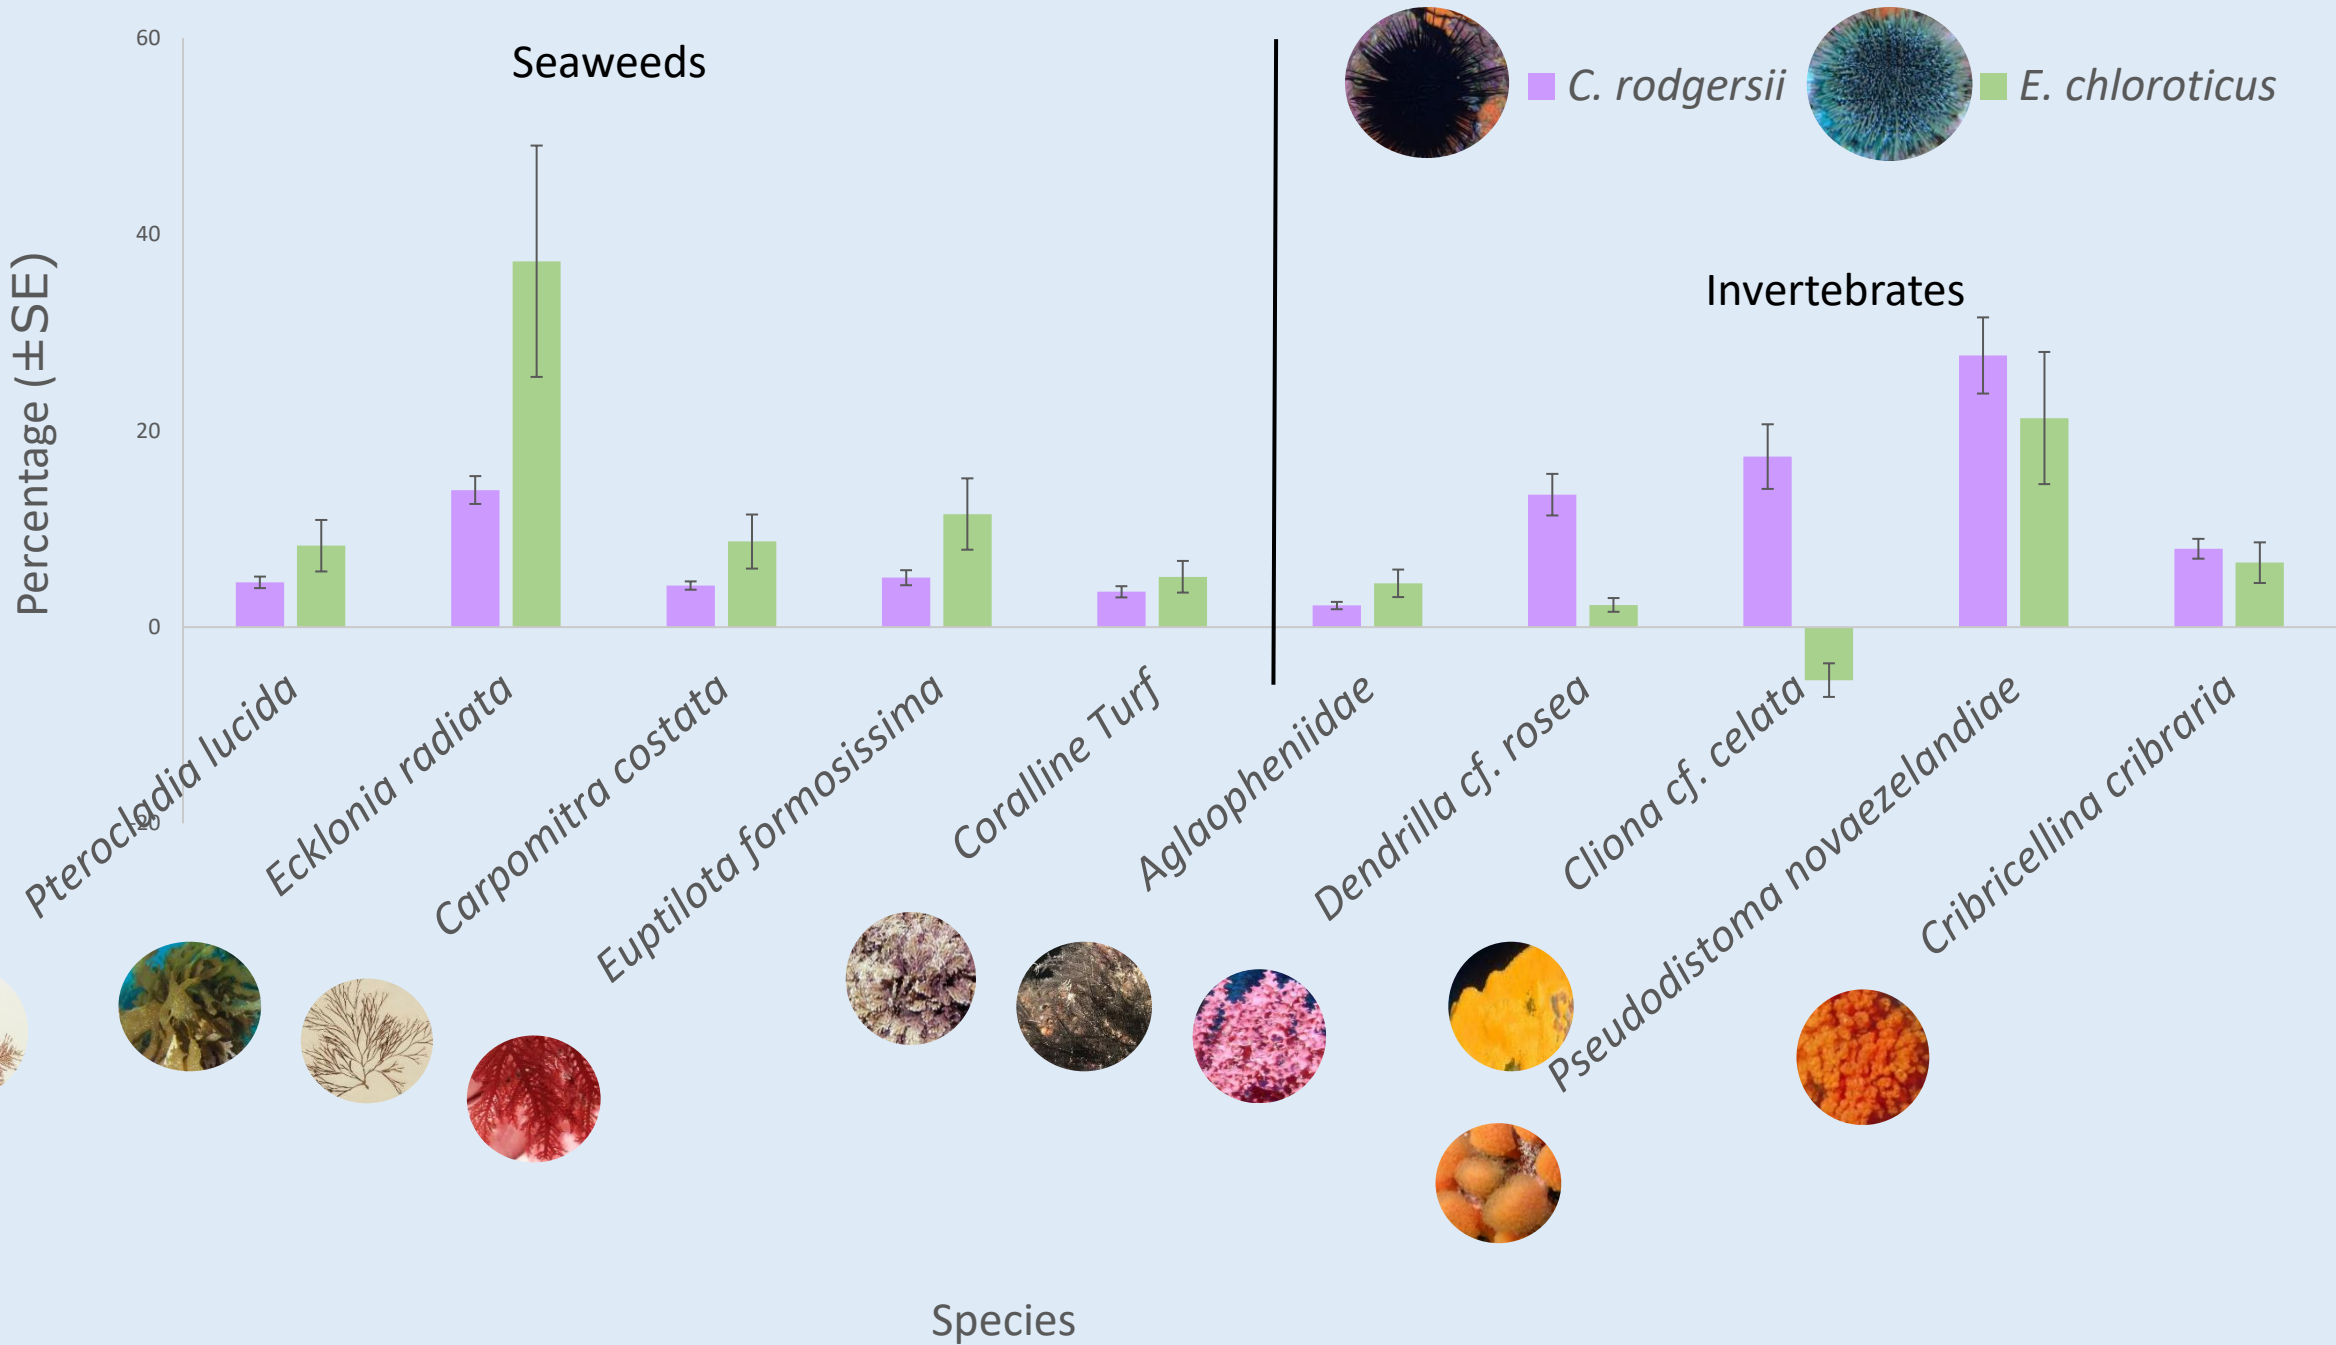 60
Seaweeds
C. rodgersii
E. chloroticus
40
Invertebrates
Percentage (±SE)
20
0
-20
Pterocladia lucida
Ecklonia radiata
Carpomitra costata
Euptilota formosissima
Coralline Turf
Aglaopheniidae
Dendrilla cf. rosea
Cliona cf. celata
Pseudodistoma novaezelandiae
Cribricellina cribraria
Species